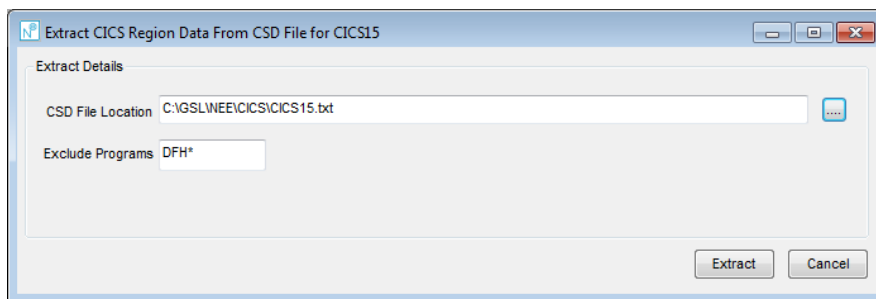 Extract CICS Region Data From CSD File for CICS15
Extract Details
CSD File Location C:\GSL\NEE\CICS\CICS15.txt ....
Exclude Programs DFH*
Extract Cancel